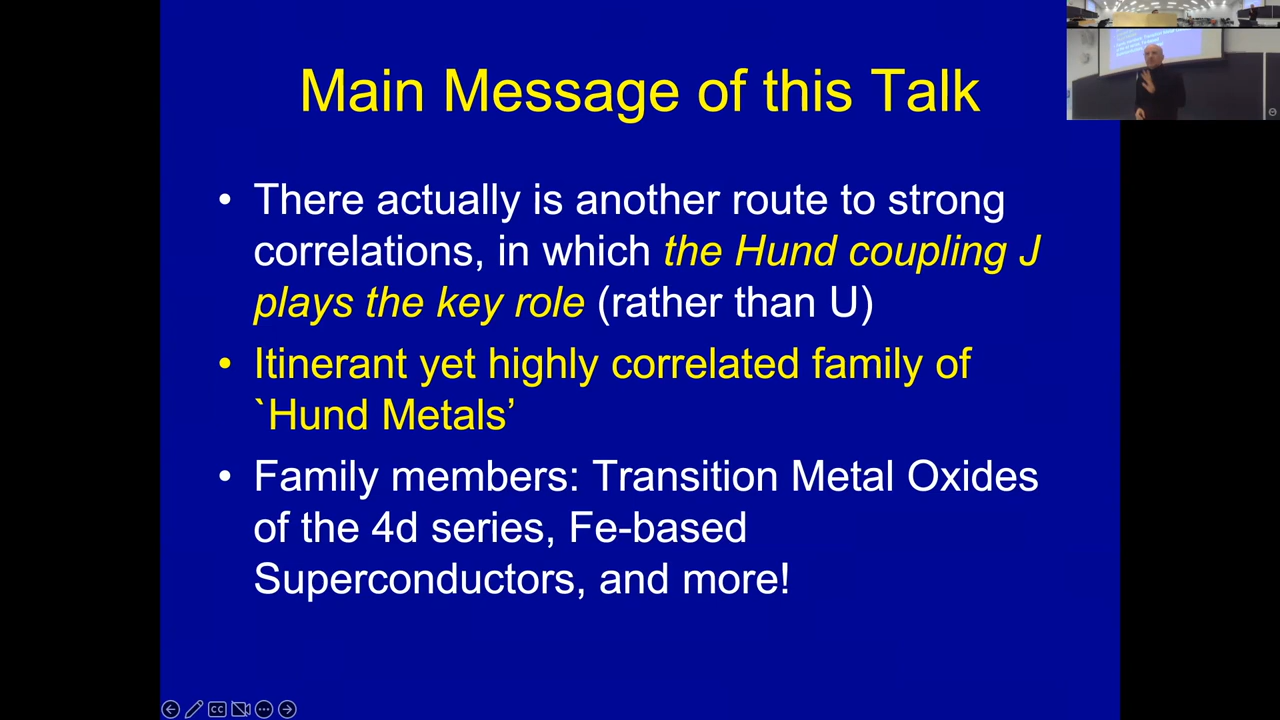 Main Message of this Talk
• There actually is another route to strong
correlations, in which the Hund coupling J
plays the key role (rather than U)
• Itinerant yet highly correlated family of
`Hund Metals’
• Family members: Transition Metal Oxides
of the 4d series, Fe-based
Superconductors, and more!
CC